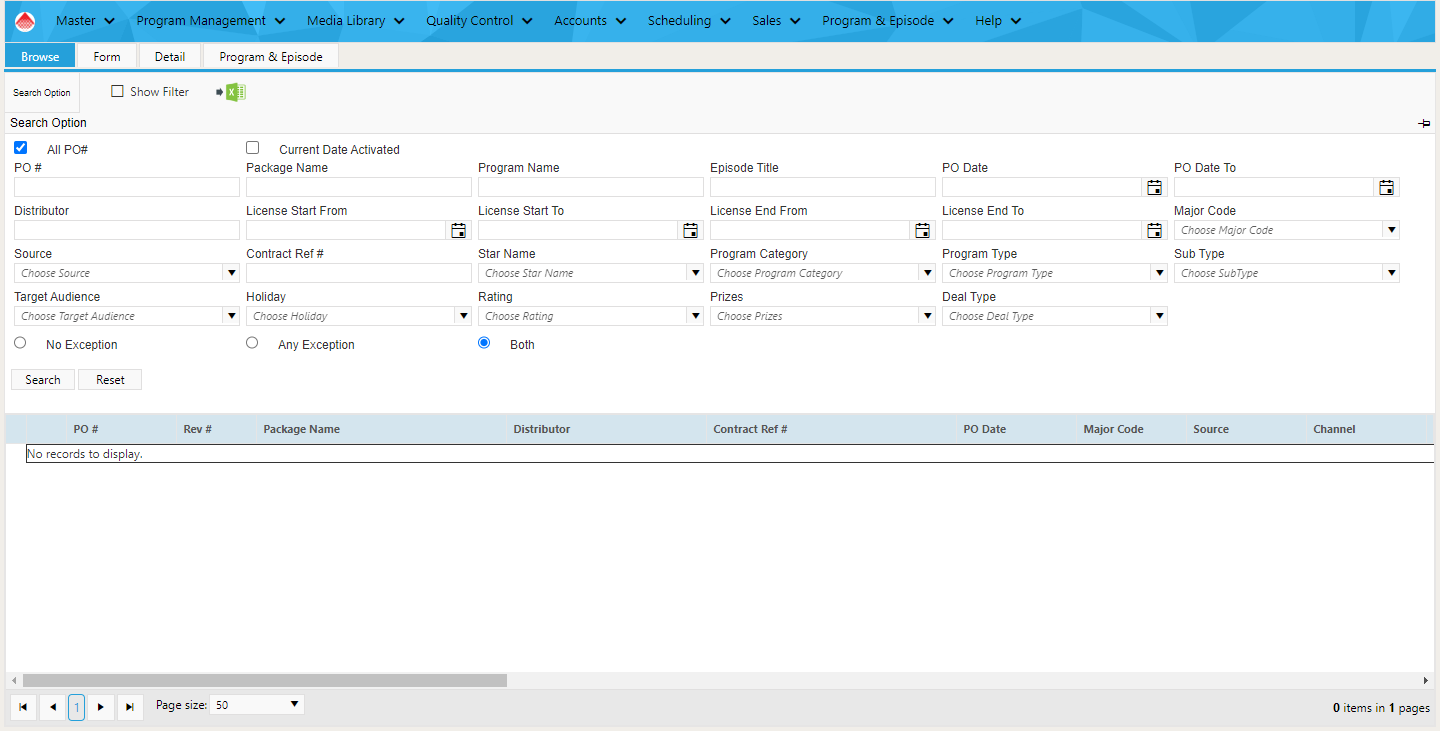 Master Program Management Media Library Quality Control Accounts Scheduling Sales Program & Episode Help
Browse Form Detail Program & Episode
Search Option Show Filter
Search Option
All PO# Current Date Activated
PO # Package Name Program Name Episode Title PO Date PO Date To
Distributor License Start From License Start To License End From License End To Major Code
Choose Major Code
Source Contract Ref # Star Name Program Category Program Type Sub Type
Choose Source Choose Star Name Choose Program Category Choose Program Type Choose SubType
Target Audience Holiday Rating Prizes Deal Type
Choose Target Audience Choose Holiday Choose Rating Choose Prizes Choose Deal Type
No Exception Any Exception Both
Search Reset
PO # Rev # Package Name Distributor Contract Ref # PO Date Major Code Source Channel
No records to display.
1 Page size: 50 0 items in 1 pages